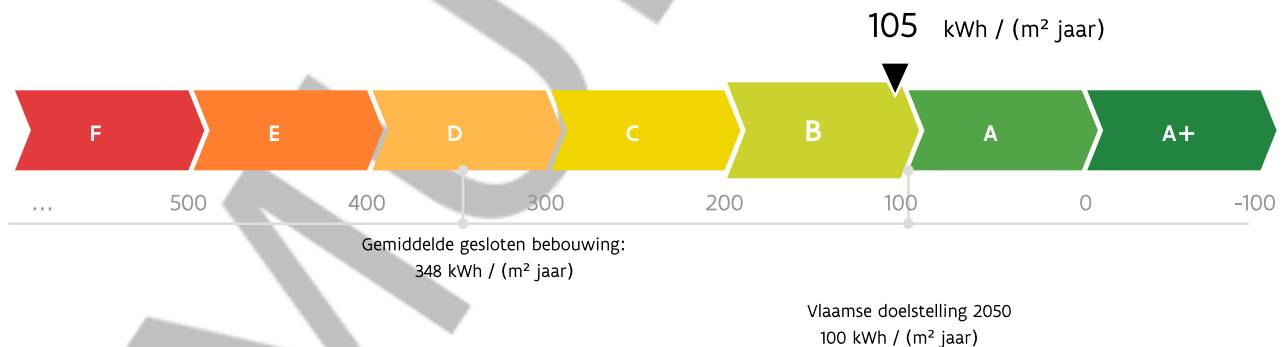 105 kWh / (m² jaar)
F E D C B A A+
... 500 400 300 200 100 0 -100
Gemiddelde gesloten bebouwing:
348 kWh / (m² jaar)
Vlaamse doelstelling 2050
100 kWh / (m² jaar)